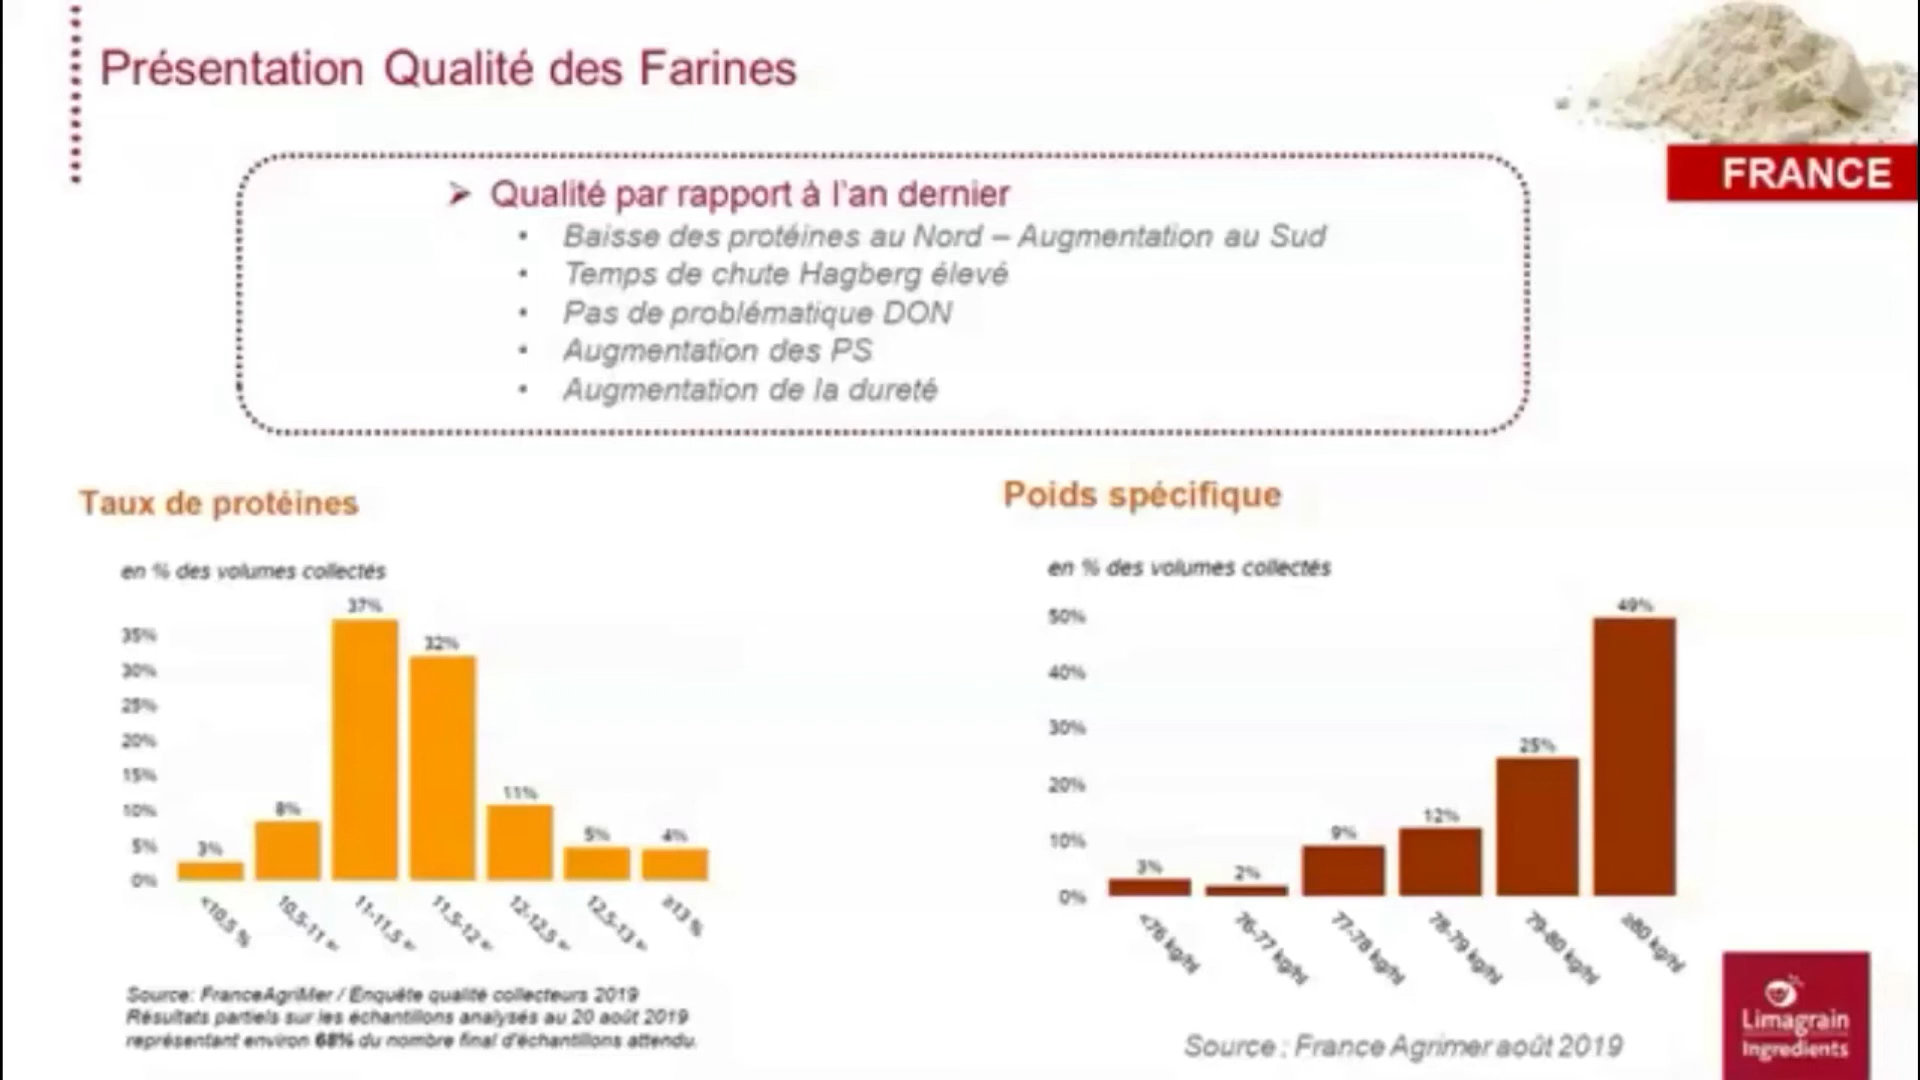 Présentation Qualité des Farines
FRANCE
➢ Qualité par rapport à l'an dernier
• Baisse des protéines au Nord – Augmentation au Sud
• Temps de chute Hagberg élevé
• Pas de problématique DON
• Augmentation des PS
• Augmentation de la dureté
Taux de protéines
en % des volumes collectés
35%
30%
25%
20%
15%
10%
5%
0%
3%
8%
37%
32%
11%
5%
4%
<10,5 %
10,5-11
11-11,5
11,5-12
12-12,5
12,5-13
≥13 %
Source: FranceAgriMer / Enquête qualité collecteurs 2019
Résultats partiels sur les échantillons analysés au 20 août 2019
représentant environ 68% du nombre final d'échantillons attendu.
Poids spécifique
en % des volumes collectés
50%
40%
30%
20%
10%
0%
3%
2%
9%
12%
25%
49%
<76 kg/hl
76-77 kg/hl
77-78 kg/hl
78-79 kg/hl
79-80 kg/hl
≥80 kg/hl
Source : France Agrimer août 2019
Limagrain
Ingredients